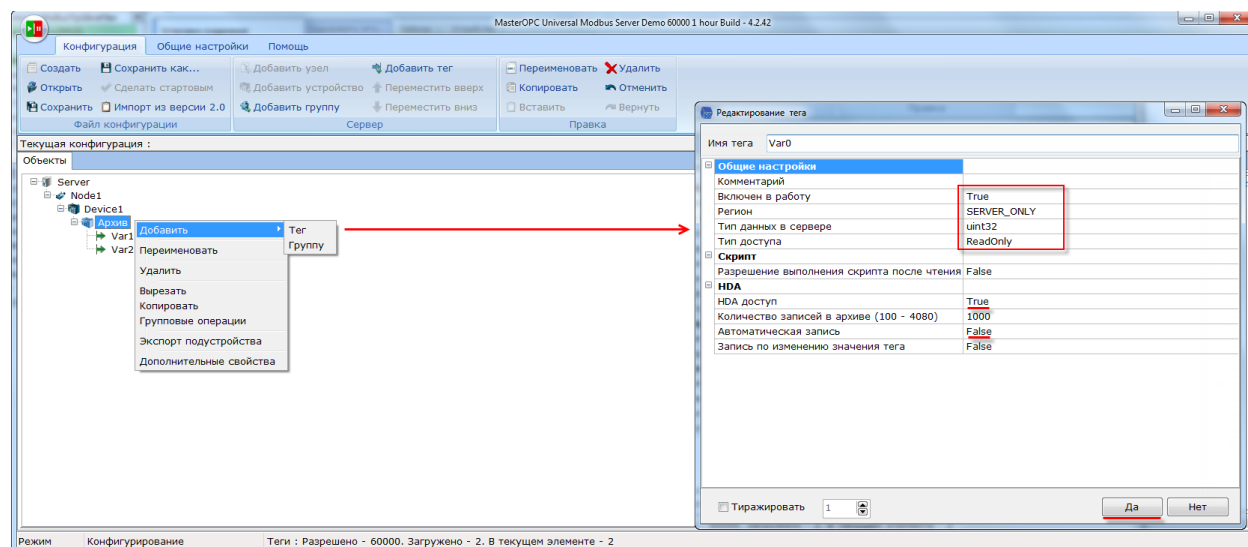 MasterOPC Universal Modbus Server Demo 60000 1 hour Build - 4.2.42
Конфигурация Общие настройки Помощь
Создать Сохранить как... Добавить узел Добавить тег Переименовать Удалить
Открыть Сделать стартовым Добавить устройство Переместить вверх Копировать Отменить
Сохранить Импорт из версии 2.0 Добавить группу Переместить вниз Вставить Вернуть
Файл конфигурации Сервер Правка
Текущая конфигурация :
Объекты
Server
Node1
Device1
Архив
Var1
Var2
Добавить
Переименовать
Удалить
Вырезать
Копировать
Групповые операции
Экспорт подустройства
Дополнительные свойства
Тег
Группу
Редактирование тега
Имя тега Var0
Общие настройки
Комментарий
Включен в работу True
Регион SERVER_ONLY
Тип данных в сервере uint32
Тип доступа ReadOnly
Скрипт
Разрешение выполнения скрипта после чтения False
HDA
HDA доступ True
Количество записей в архиве (100 - 4080) 1000
Автоматическая запись False
Запись по изменению значения тега False
Тиражировать 1 Да Нет
Режим Конфигурирование Теги : Разрешено - 60000. Загружено - 2. В текущем элементе - 2